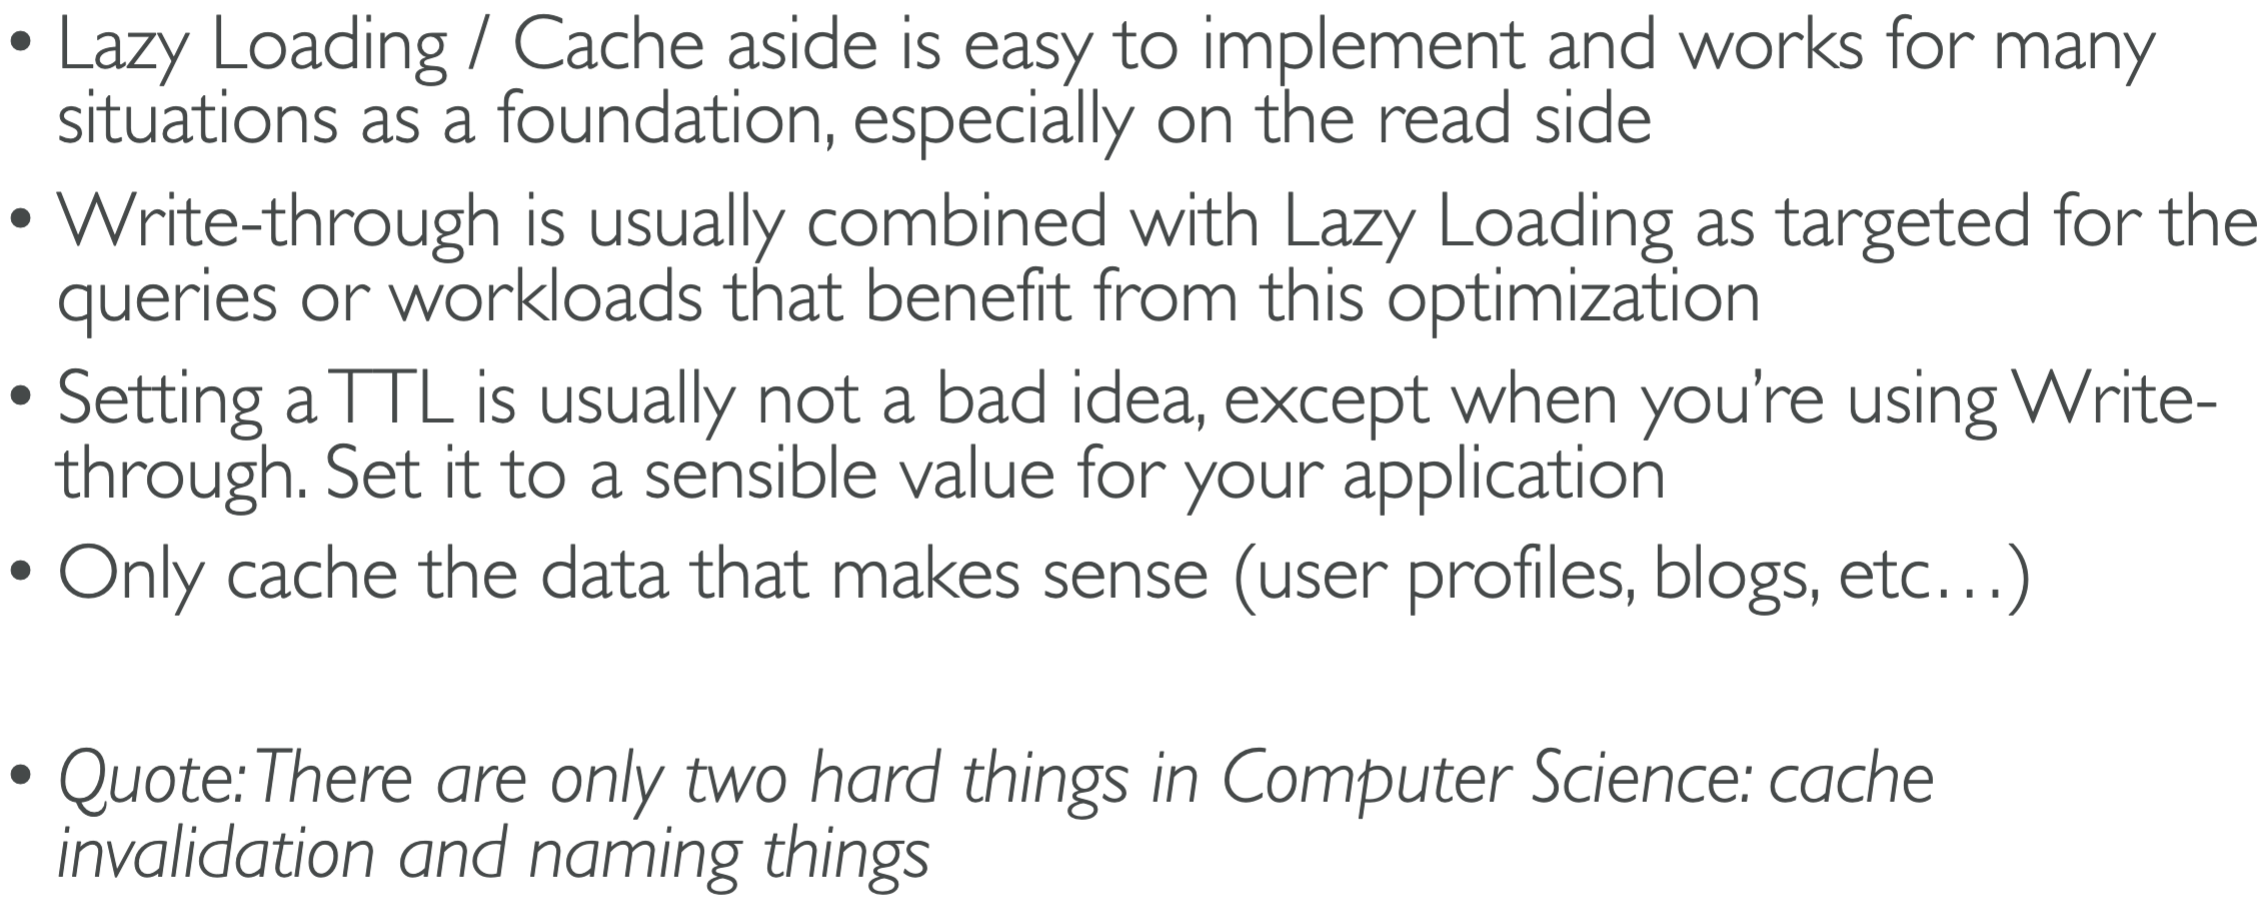 • Lazy Loading / Cache aside is easy to implement and works for many
situations as a foundation, especially on the read side
• Write-through is usually combined with Lazy Loading as targeted for the
queries or workloads that benefit from this optimization
• Setting a TTL is usually not a bad idea, except when you’re using Write-
through. Set it to a sensible value for your application
• Only cache the data that makes sense (user profiles, blogs, etc…)
• Quote: There are only two hard things in Computer Science: cache
invalidation and naming things